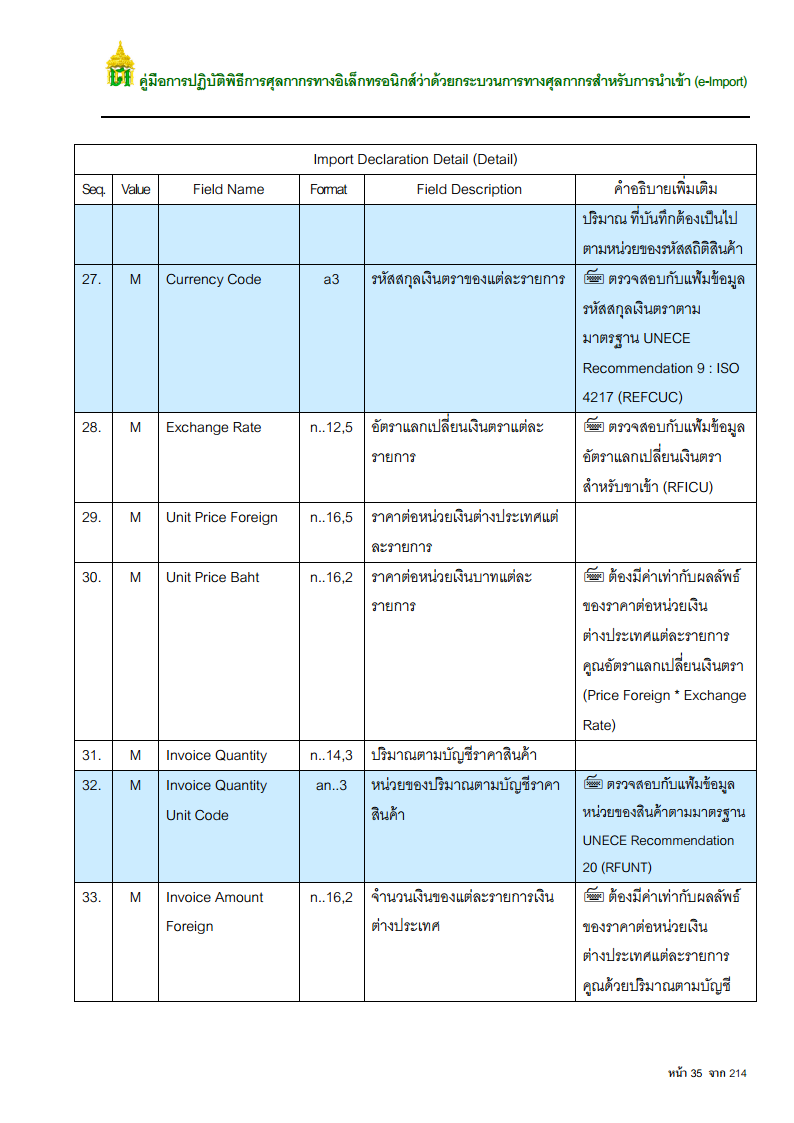 คู่มือการปฏิบัติพิธีการศุลกากรทางอิเล็กทรอนิกส์ว่าด้วยกระบวนการทางศุลกากรสำหรับการนำเข้า (e-Import)
Import Declaration Detail (Detail)
Seq. Value Field Name Format Field Description คำอธิบายเพิ่มเติม
ปริมาณ ที่บันทึกต้องเป็นไป
ตามหน่วยของรหัสสถิติสินค้า
27. M Currency Code a3 รหัสสกุลเงินตราของแต่ละรายการ ตรวจสอบกับแฟ้มข้อมูล
รหัสสกุลเงินตราตาม
มาตรฐาน UNECE
Recommendation 9 : ISO
4217 (REFCUC)
28. M Exchange Rate n..12,5 อัตราแลกเปลี่ยนเงินตราแต่ละ ตรวจสอบกับแฟ้มข้อมูล
รายการ อัตราแลกเปลี่ยนเงินตรา
สำหรับขาเข้า (RFICU)
29. M Unit Price Foreign n..16,5 ราคาต่อหน่วยเงินต่างประเทศแต่
ละรายการ
30. M Unit Price Baht n..16,2 ราคาต่อหน่วยเงินบาทแต่ละ ต้องมีค่าเท่ากับผลลัพธ์
รายการ ของราคาต่อหน่วยเงิน
ต่างประเทศแต่ละรายการ
คูณอัตราแลกเปลี่ยนเงินตรา
(Price Foreign * Exchange
Rate)
31. M Invoice Quantity n..14,3 ปริมาณตามบัญชีราคาสินค้า
32. M Invoice Quantity an..3 หน่วยของปริมาณตามบัญชีราคา ตรวจสอบกับแฟ้มข้อมูล
Unit Code สินค้า หน่วยของสินค้าตามมาตรฐาน
UNECE Recommendation
20 (RFUNT)
33. M Invoice Amount n..16,2 จำนวนเงินของแต่ละรายการเงิน ต้องมีค่าเท่ากับผลลัพธ์
Foreign ต่างประเทศ ของราคาต่อหน่วยเงิน
ต่างประเทศแต่ละรายการ
คูณด้วยปริมาณตามบัญชี
หน้า 35 จาก 214